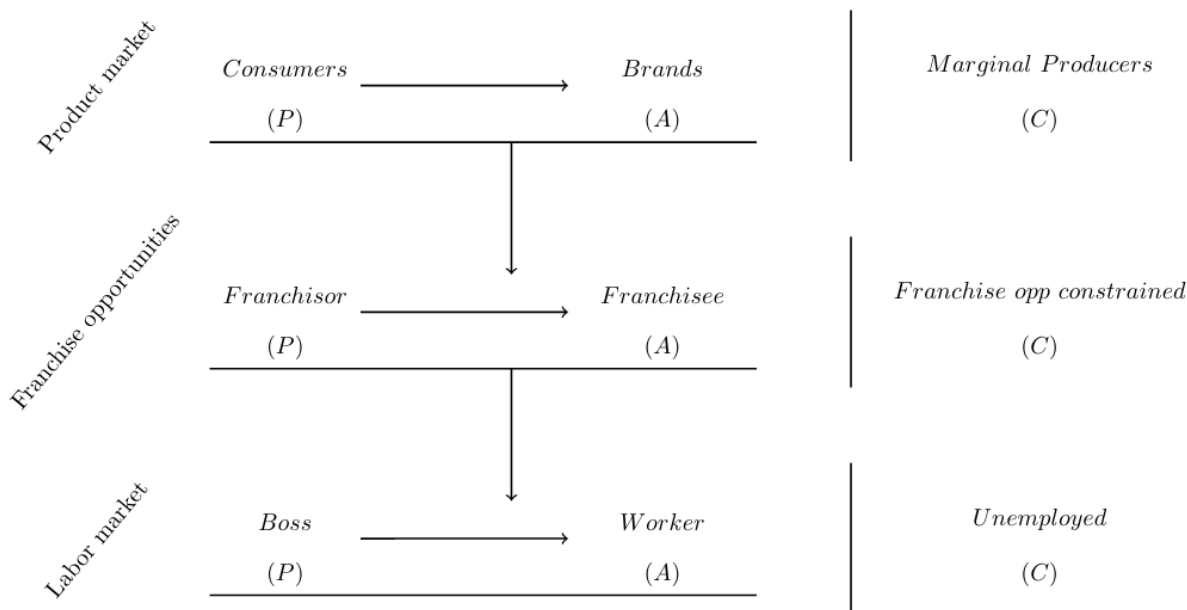 Product market
Consumers
Brands
Marginal Producers
(P)
(A)
(C)
Franchise opportunities
Franchisor
Franchisee
Franchise opp constrained
(P)
(A)
(C)
Labor market
Boss
Worker
Unemployed
(P)
(A)
(C)